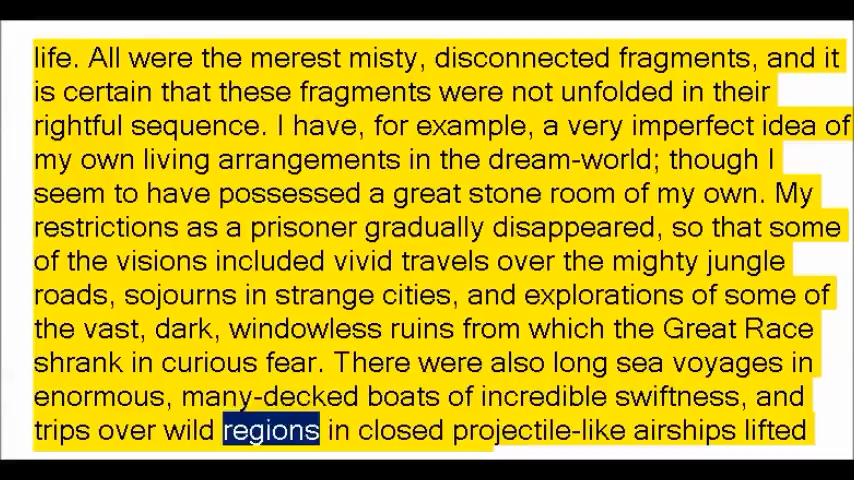 life. All were the merest misty, disconnected fragments, and it
is certain that these fragments were not unfolded in their
rightful sequence. I have, for example, a very imperfect idea of
my own living arrangements in the dream-world; though I
seem to have possessed a great stone room of my own. My
restrictions as a prisoner gradually disappeared, so that some
of the visions included vivid travels over the mighty jungle
roads, sojourns in strange cities, and explorations of some of
the vast, dark, windowless ruins from which the Great Race
shrank in curious fear. There were also long sea voyages in
enormous, many-decked boats of incredible swiftness, and
trips over wild regions in closed projectile-like airships lifted